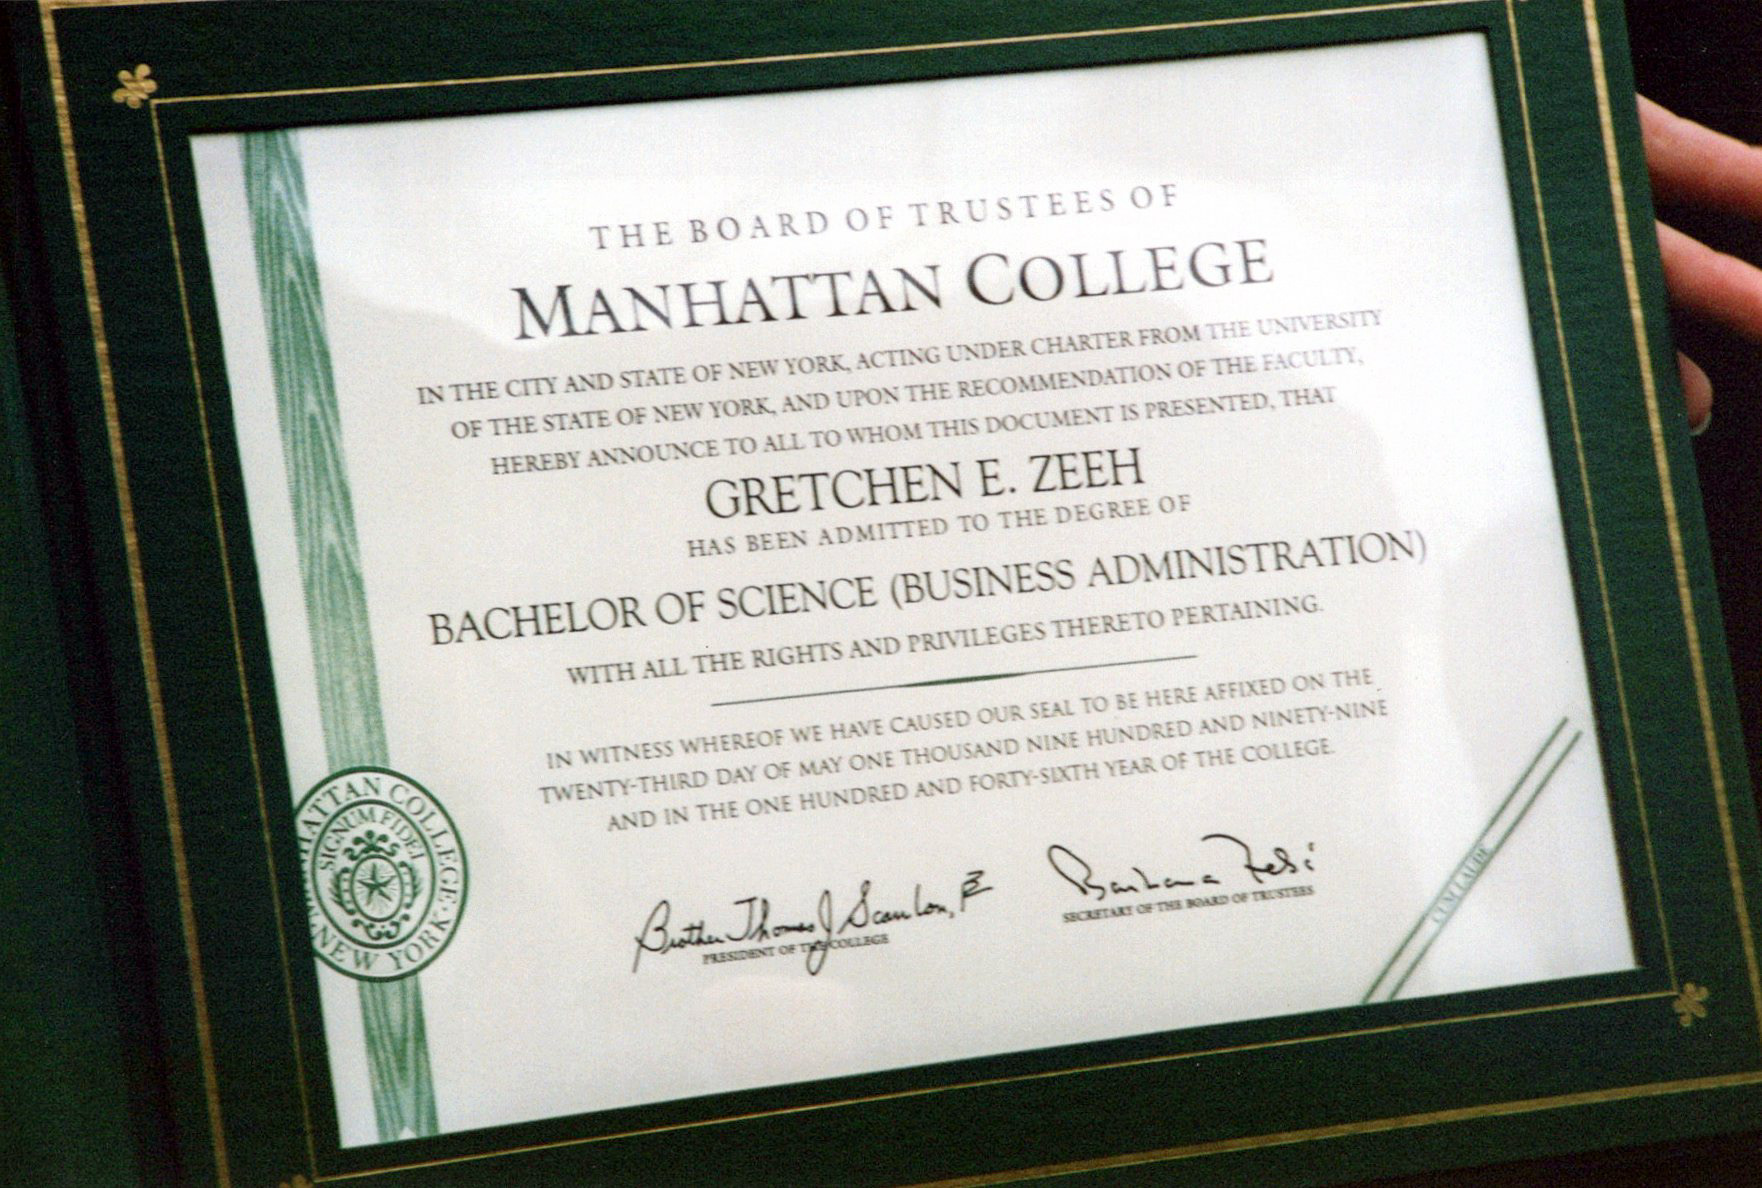 THE BOARD OF TRUSTEES OF
MANHATTAN COLLEGE
IN THE CITY AND STATE OF NEW YORK, ACTING UNDER CHARTER FROM THE UNIVERSITY
OF THE STATE OF NEW YORK, AND UPON THE RECOMMENDATION OF THE FACULTY,
HEREBY ANNOUNCE TO ALL TO WHOM THIS DOCUMENT IS PRESENTED, THAT
GRETCHEN E. ZEEH
HAS BEEN ADMITTED TO THE DEGREE OF
BACHELOR OF SCIENCE (BUSINESS ADMINISTRATION)
WITH ALL THE RIGHTS AND PRIVILEGES THERETO PERTAINING.
IN WITNESS WHEREOF WE HAVE CAUSED OUR SEAL TO BE HERE AFFIXED ON THE
TWENTY-THIRD DAY OF MAY ONE THOUSAND NINE HUNDRED AND NINETY-NINE
AND IN THE ONE HUNDRED AND FORTY-SIXTH YEAR OF THE COLLEGE.
MANHATTAN COLLEGE · NEW YORK
SIGNUM FIDEI
Brother Thomas J Scanlon,
PRESIDENT OF THE COLLEGE
Barbara
SECRETARY OF THE BOARD OF TRUSTEES
CUM LAUDE